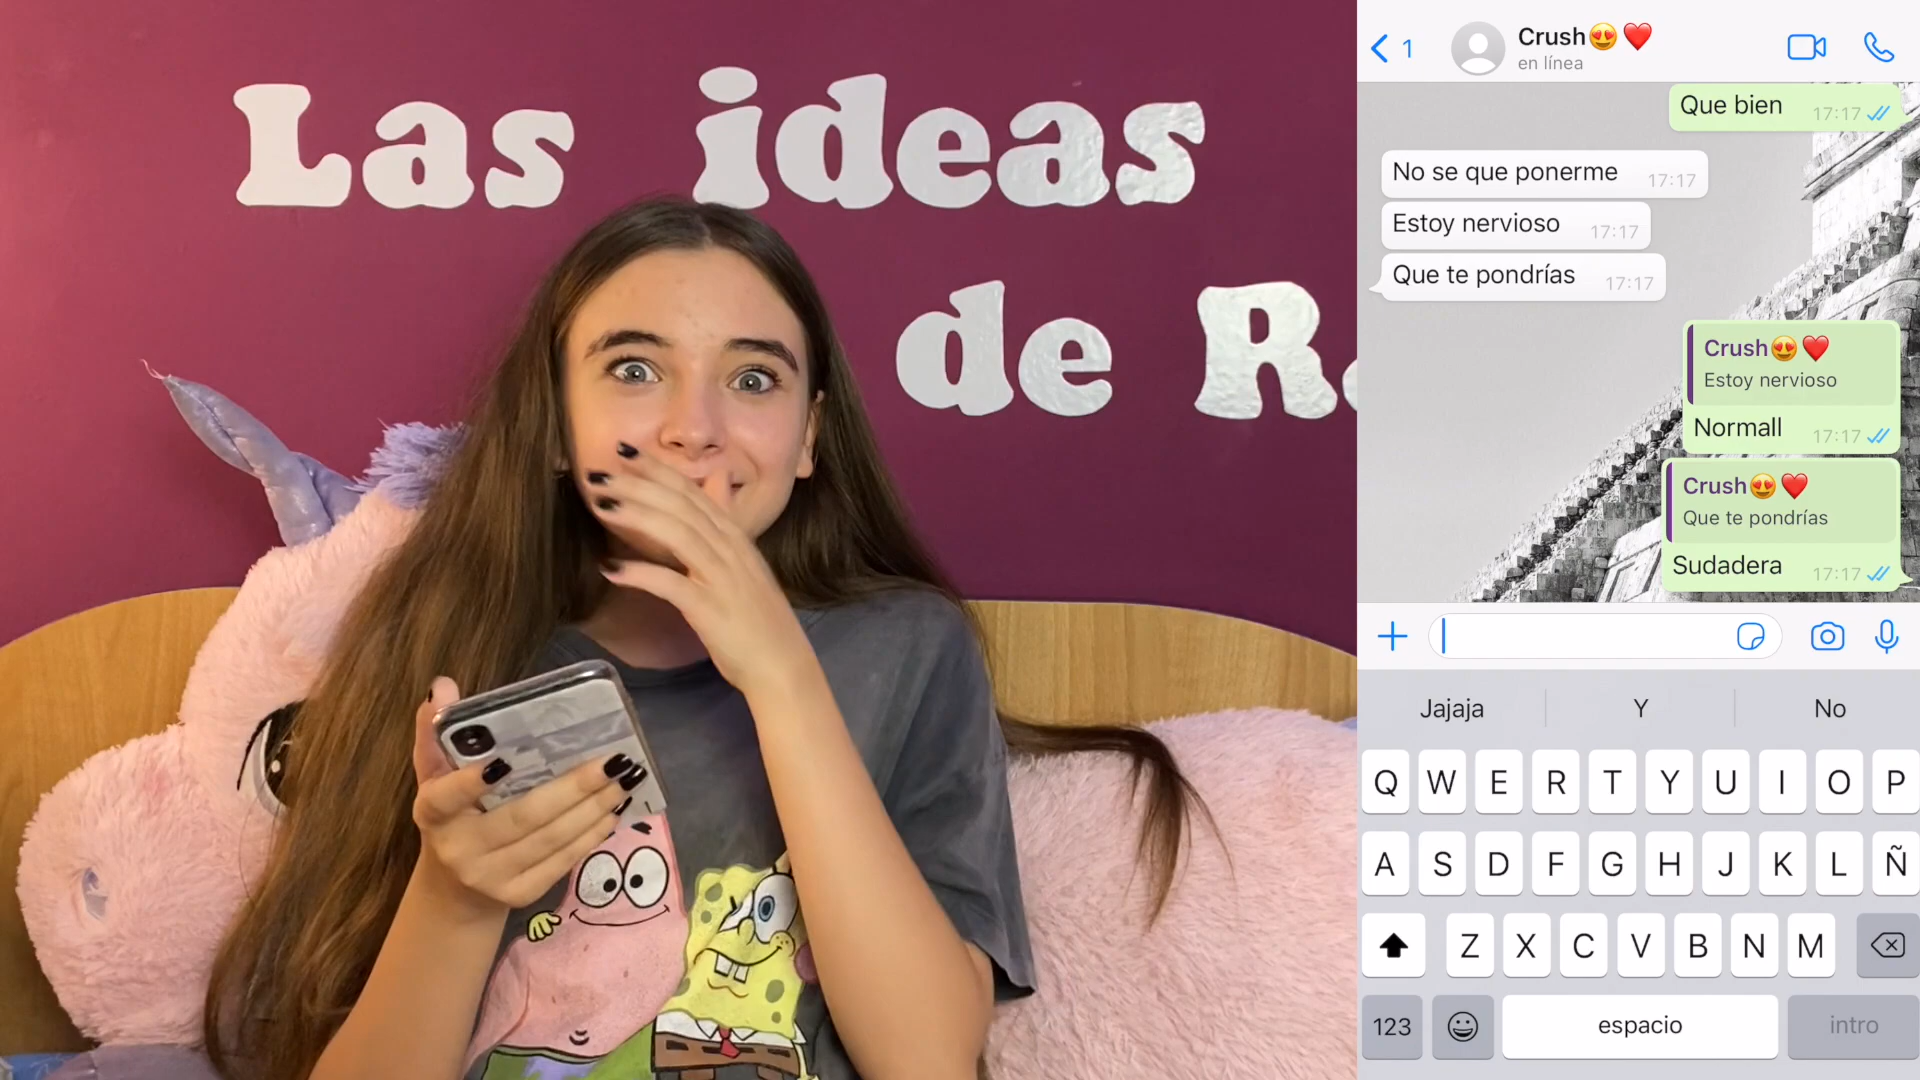 Las ideas
de R
1
Crush😍❤️
en línea
Que bien 17:17
No se que ponerme 17:17
Estoy nervioso 17:17
Que te pondrías 17:17
Crush😍❤️
Estoy nervioso
Normall 17:17
Crush😍❤️
Que te pondrías
Sudadera 17:17
Jajaja Y No
Q W E R T Y U I O P
A S D F G H J K L Ñ
Z X C V B N M
123 espacio intro